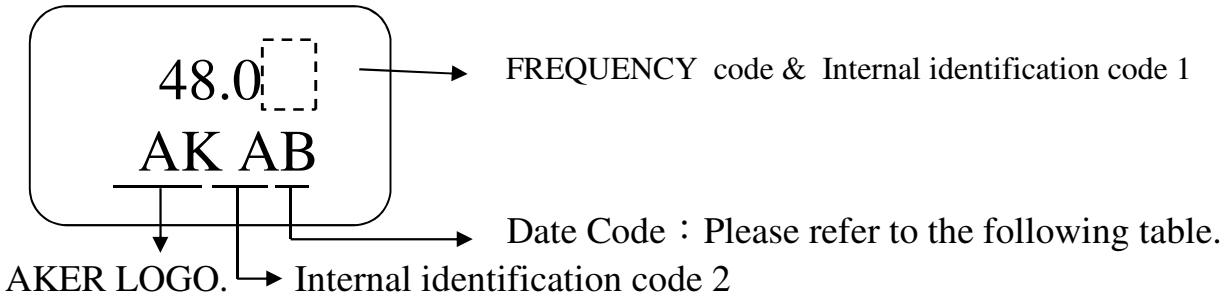 48.0
FREQUENCY code & Internal identification code 1
AK AB
Date Code：Please refer to the following table.
AKER LOGO.
Internal identification code 2